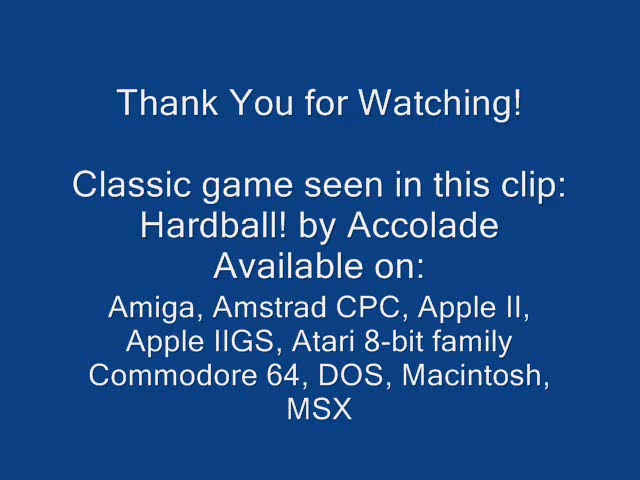 Thank You for Watching!
Classic game seen in this clip:
Hardball! by Accolade
Available on:
Amiga, Amstrad CPC, Apple II,
Apple IIGS, Atari 8-bit family
Commodore 64, DOS, Macintosh,
MSX